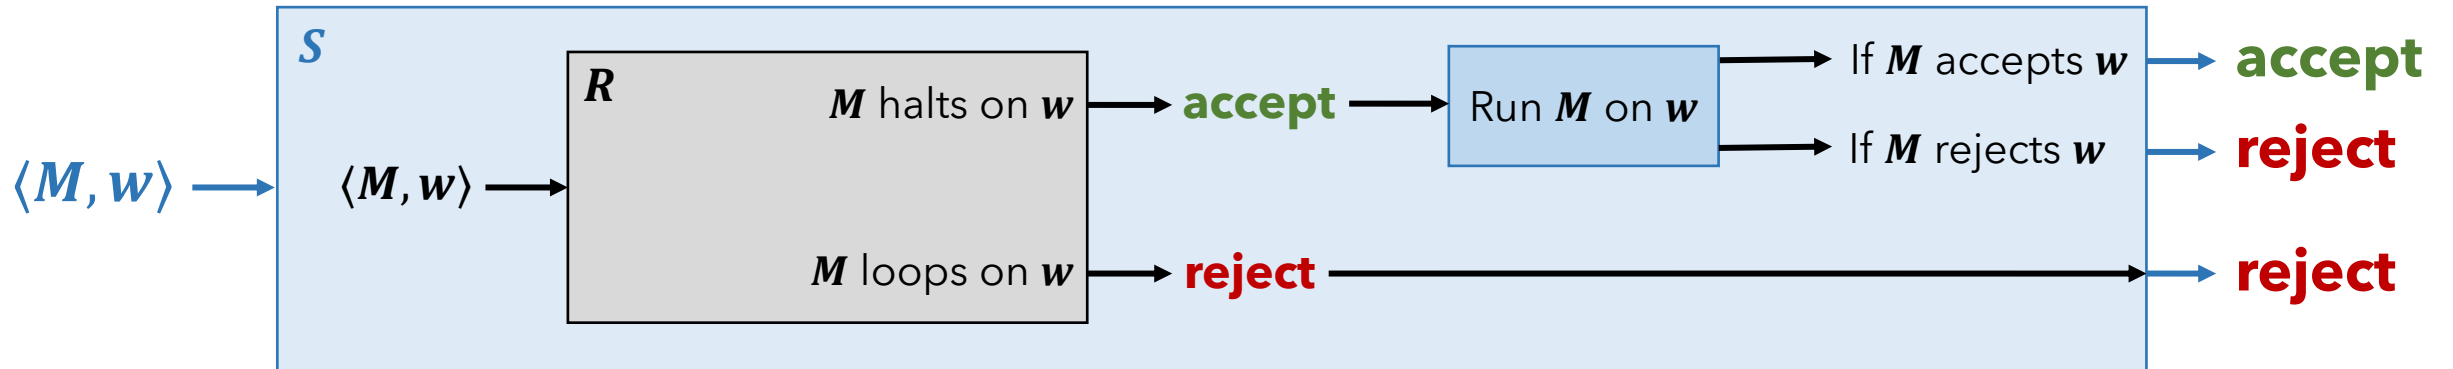 S
R
M halts on w
accept
Run M on w
If M accepts w
accept
If M rejects w
reject
⟨M, w⟩
⟨M, w⟩
M loops on w
reject
reject